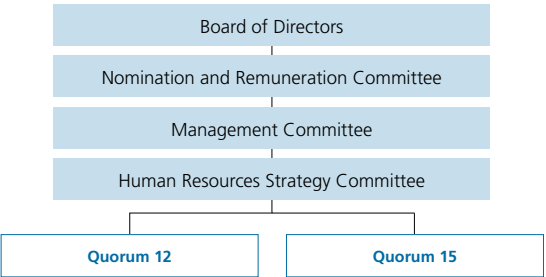 Board of Directors
Nomination and Remuneration Committee
Management Committee
Human Resources Strategy Committee
Quorum 12
Quorum 15